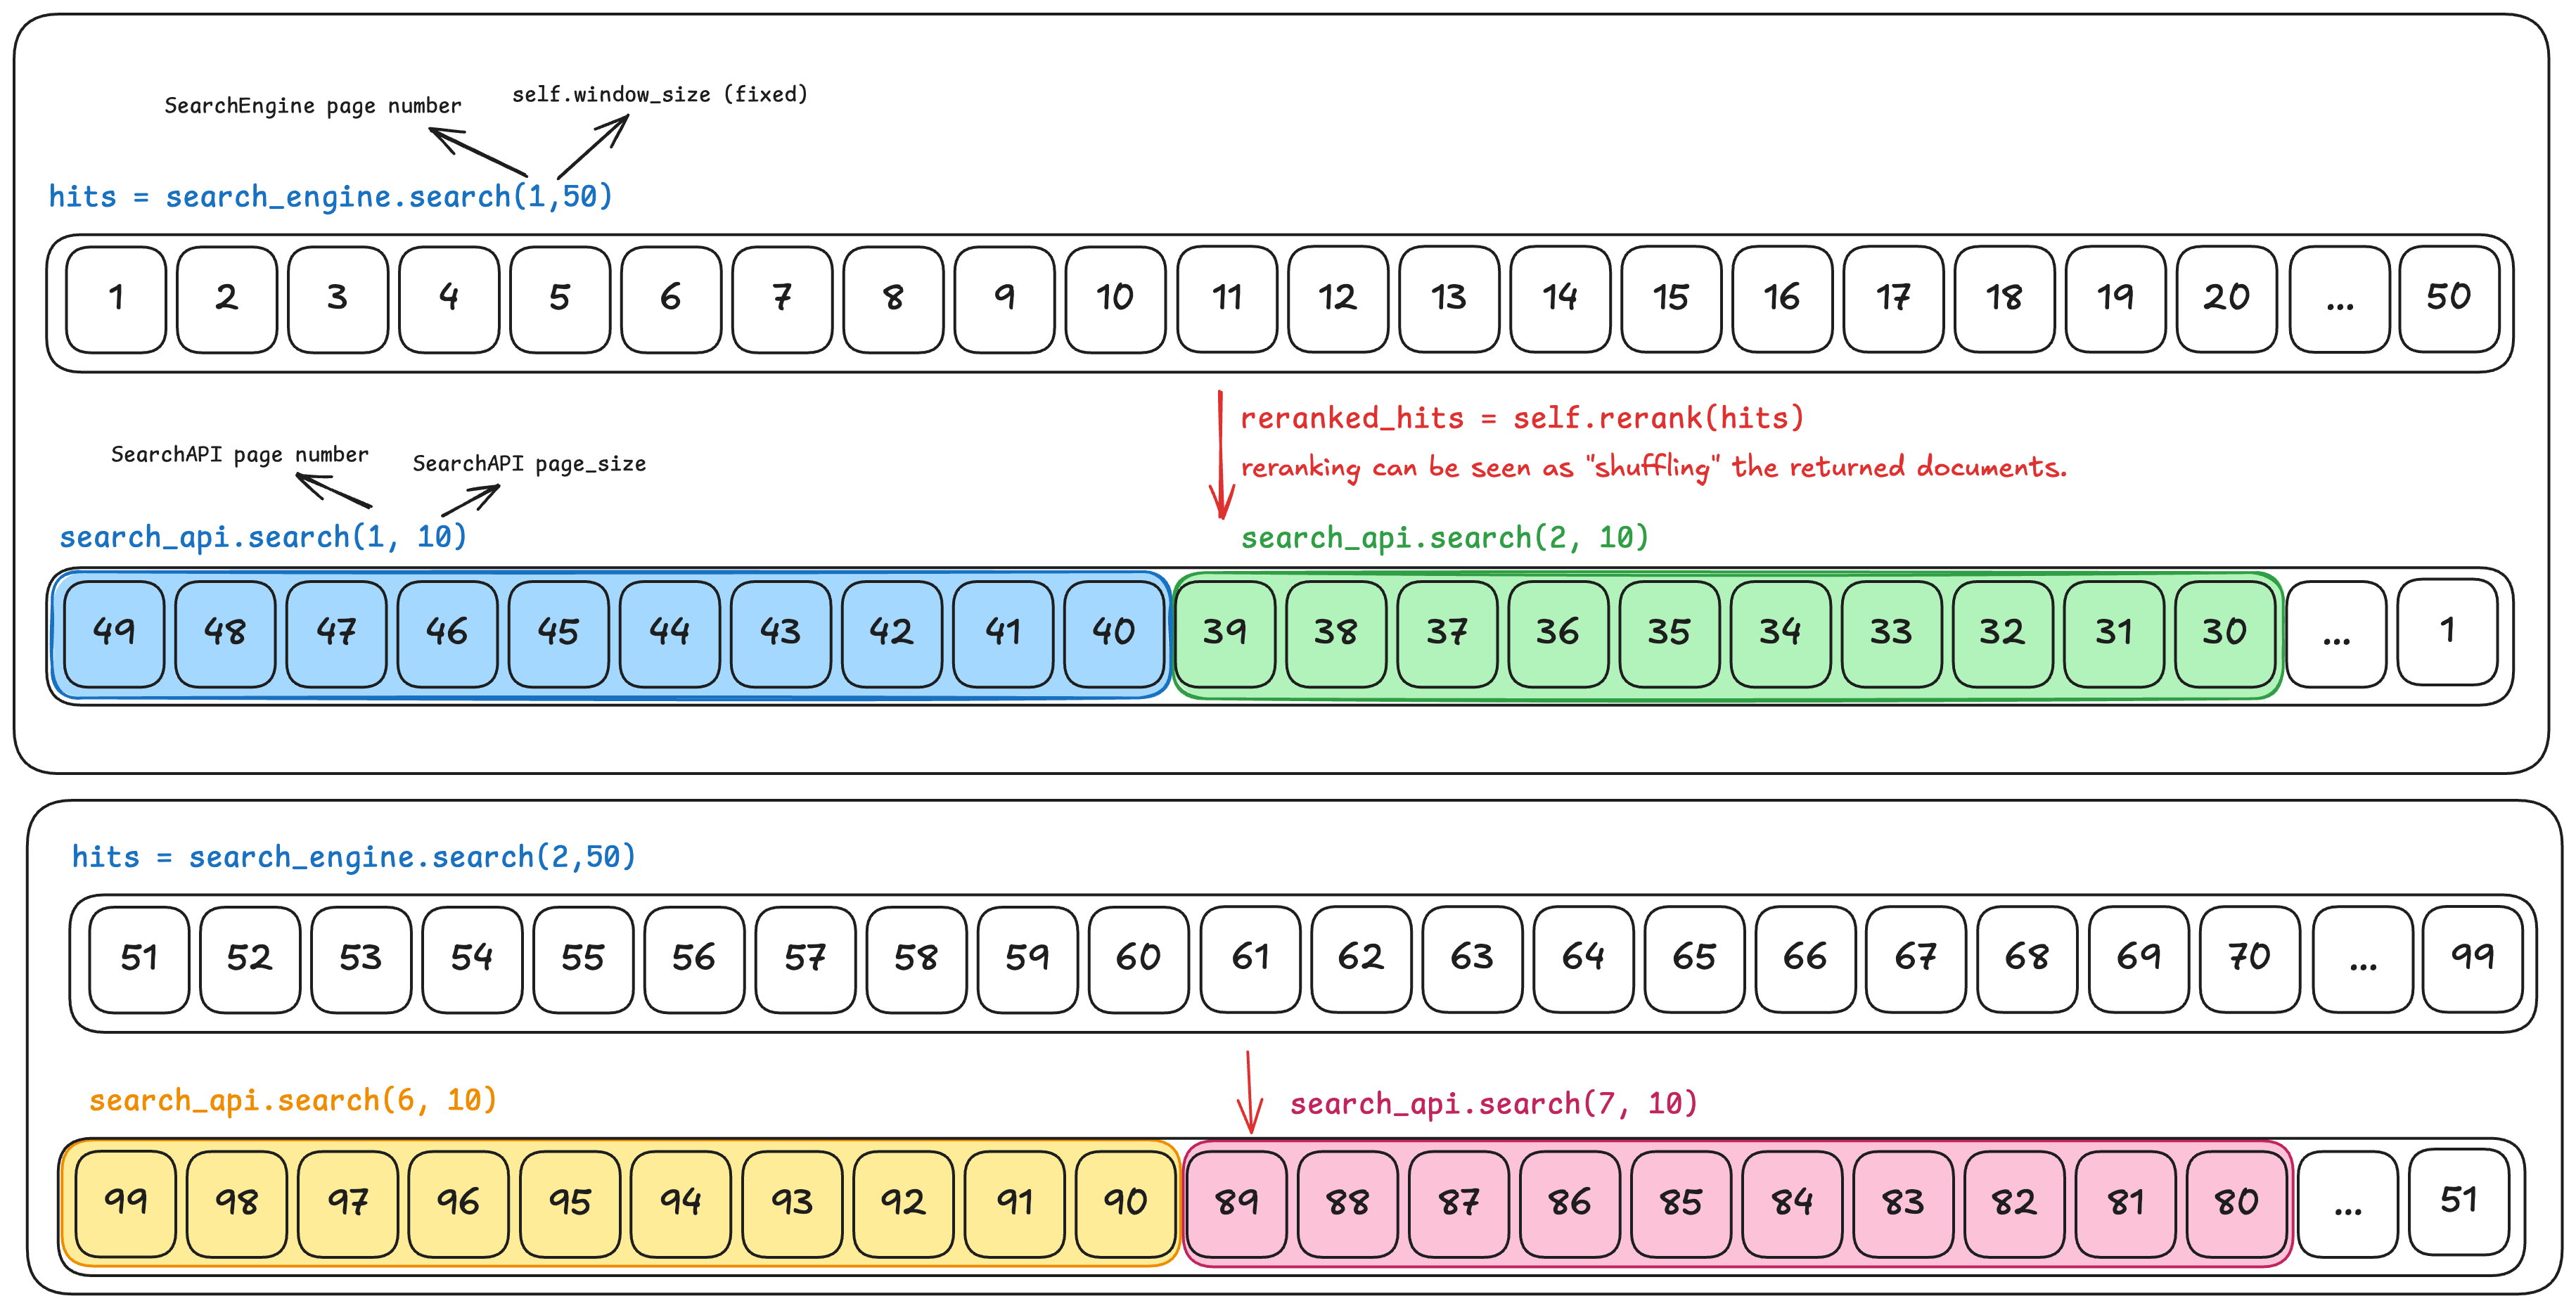 SearchEngine page number
self.window_size (fixed)
hits = search_engine.search(1,50)
1 2 3 4 5 6 7 8 9 10 11 12 13 14 15 16 17 18 19 20 ... 50
reranked_hits = self.rerank(hits)
reranking can be seen as "shuffling" the returned documents.
SearchAPI page number
SearchAPI page_size
search_api.search(1, 10)
search_api.search(2, 10)
49 48 47 46 45 44 43 42 41 40 39 38 37 36 35 34 33 32 31 30 ... 1
hits = search_engine.search(2,50)
51 52 53 54 55 56 57 58 59 60 61 62 63 64 65 66 67 68 69 70 ... 99
search_api.search(6, 10)
search_api.search(7, 10)
99 98 97 96 95 94 93 92 91 90 89 88 87 86 85 84 83 82 81 80 ... 51